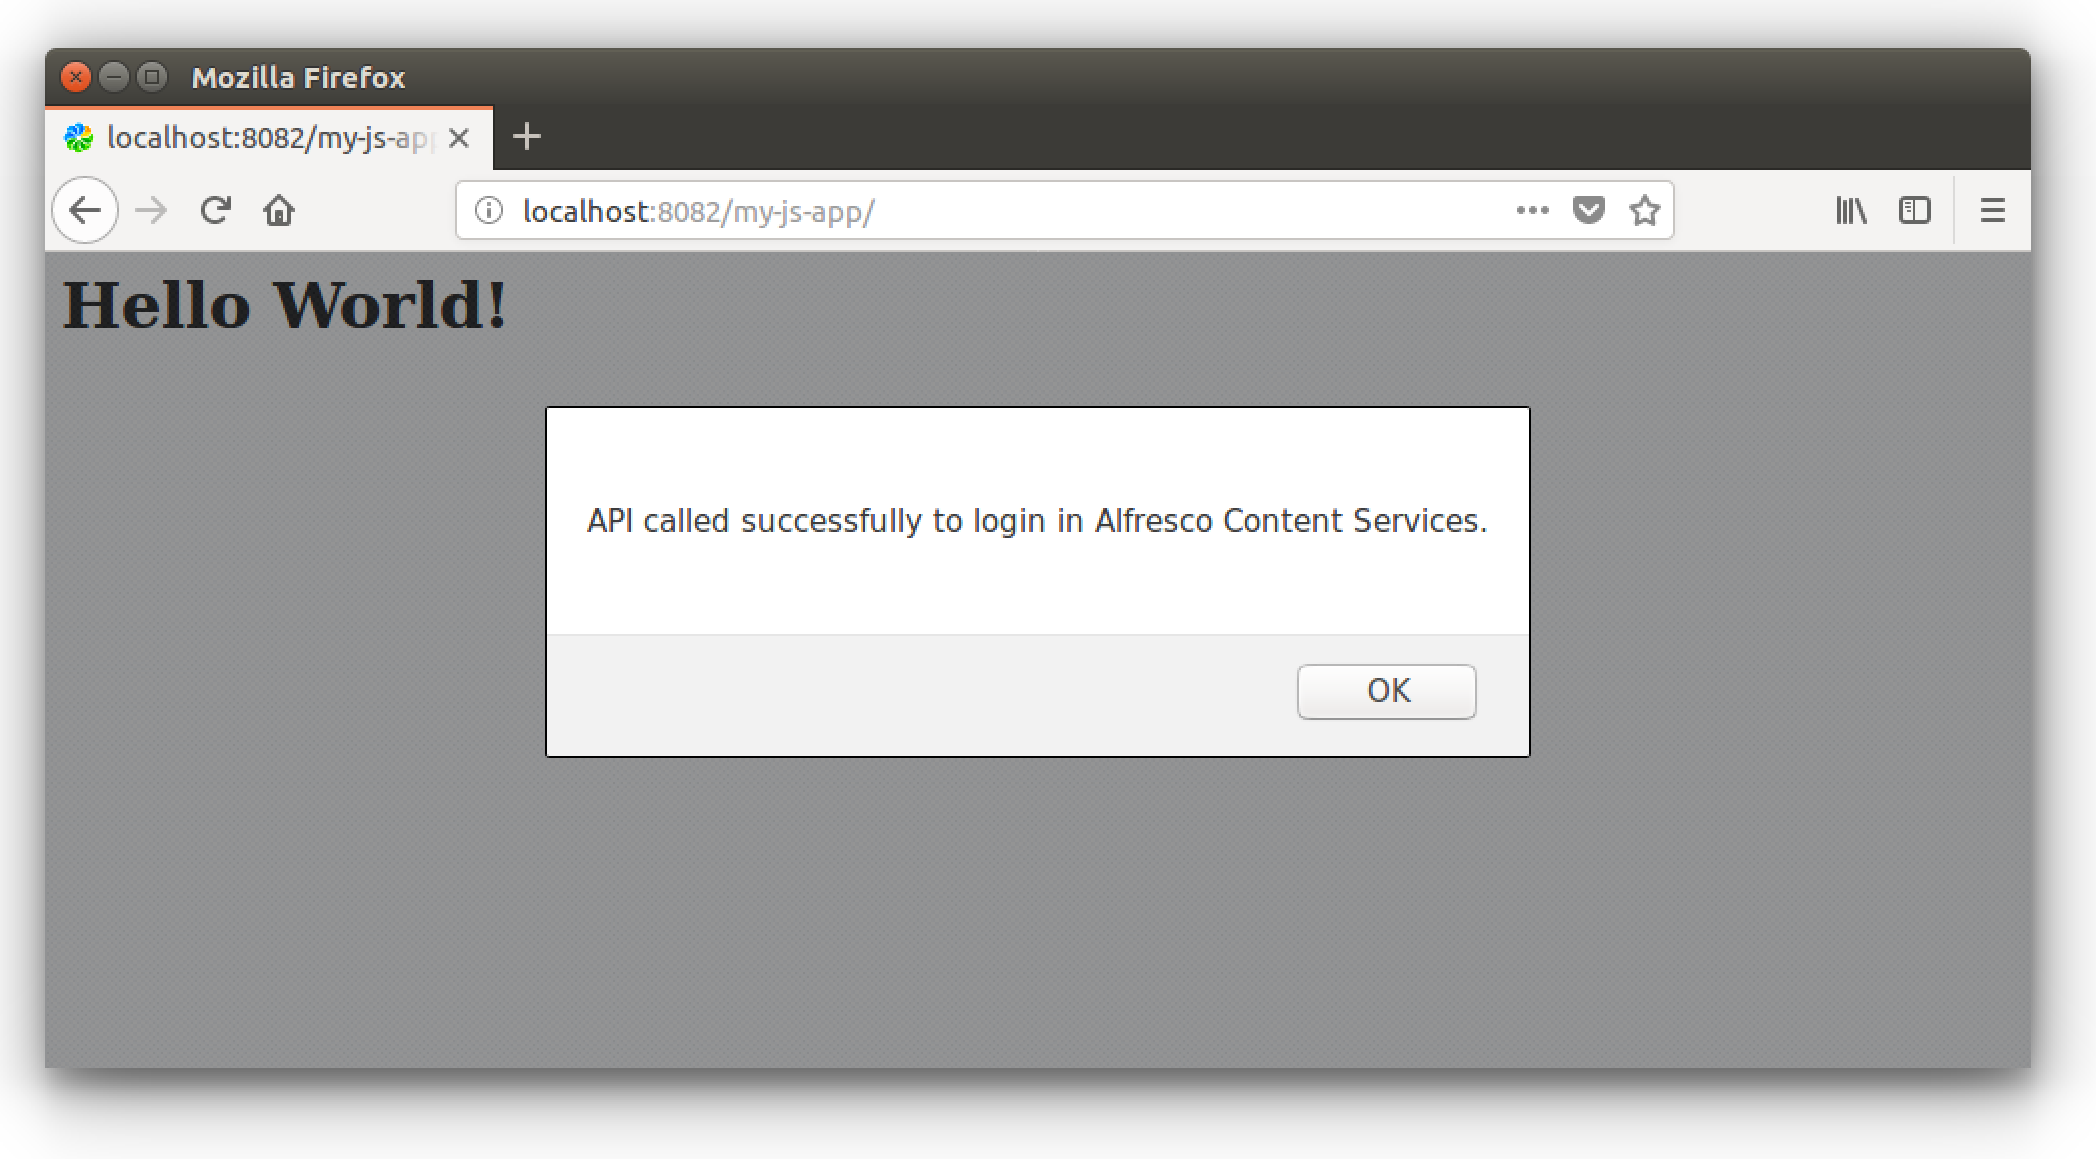 Mozilla Firefox
localhost:8082/my-js-app
localhost:8082/my-js-app/
Hello World!
API called successfully to login in Alfresco Content Services.
OK